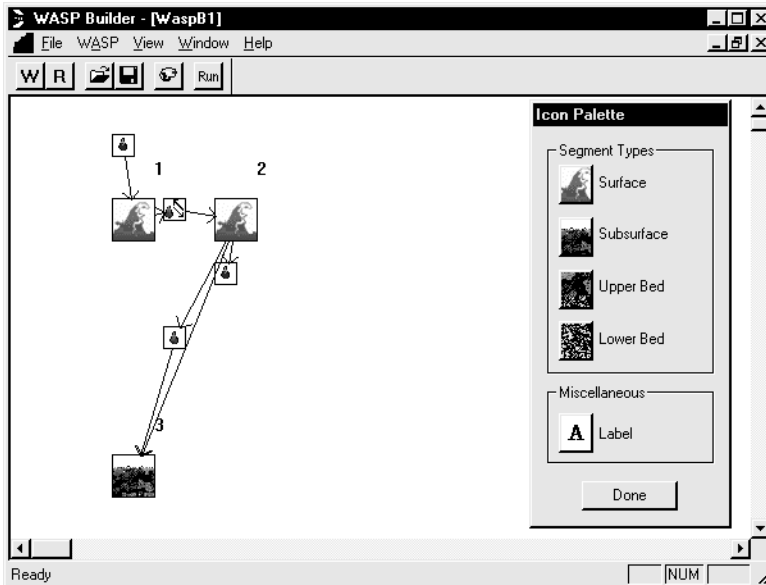 WASP Builder - [WaspB1]
File WASP View Window Help
W R Run
Icon Palette
1 2
Segment Types
Surface
Subsurface
Upper Bed
Lower Bed
3
Miscellaneous
A Label
Done
Ready NUM